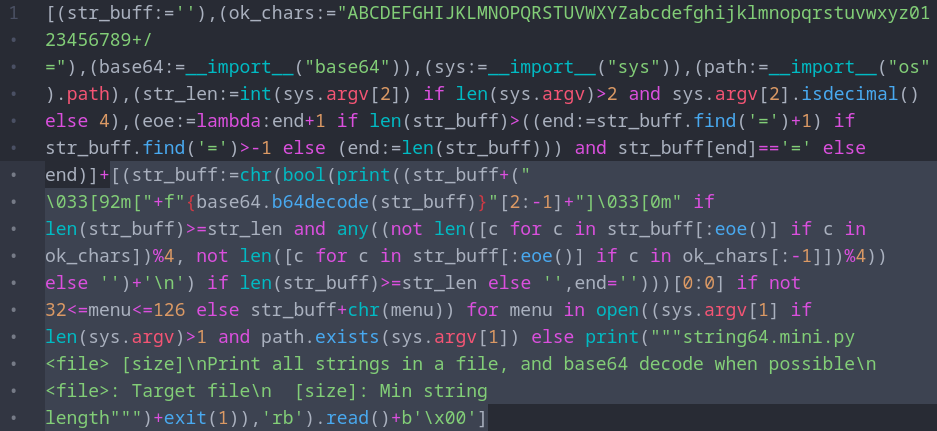 1 [(str_buff:=''),(ok_chars:="ABCDEFGHIJKLMNOPQRSTUVWXYZabcdefghijklmnopqrstuvwxyz01
23456789+/
="),(base64:=__import__("base64")),(sys:=__import__("sys")),(path:=__import__("os"
).path),(str_len:=int(sys.argv[2]) if len(sys.argv)>2 and sys.argv[2].isdecimal()
else 4),(eoe:=lambda:end+1 if len(str_buff)>((end:=str_buff.find('=')+1) if
str_buff.find('=')>-1 else (end:=len(str_buff))) and str_buff[end]=='=' else
end)]+[(str_buff:=chr(bool(print((str_buff+("
\033[92m["+f"{base64.b64decode(str_buff)}"[2:-1]+"]\033[0m" if
len(str_buff)>=str_len and any((not len([c for c in str_buff[:eoe()] if c in
ok_chars])%4, not len([c for c in str_buff[:eoe()] if c in ok_chars[:-1]])%4))
else '')+'\n') if len(str_buff)>=str_len else '',end='')))[0:0] if not
32<=menu<=126 else str_buff+chr(menu)) for menu in open((sys.argv[1] if
len(sys.argv)>1 and path.exists(sys.argv[1]) else print("""string64.mini.py
<file> [size]\nPrint all strings in a file, and base64 decode when possible\n
<file>: Target file\n  [size]: Min string
length""")+exit(1)),'rb').read()+b'\x00']